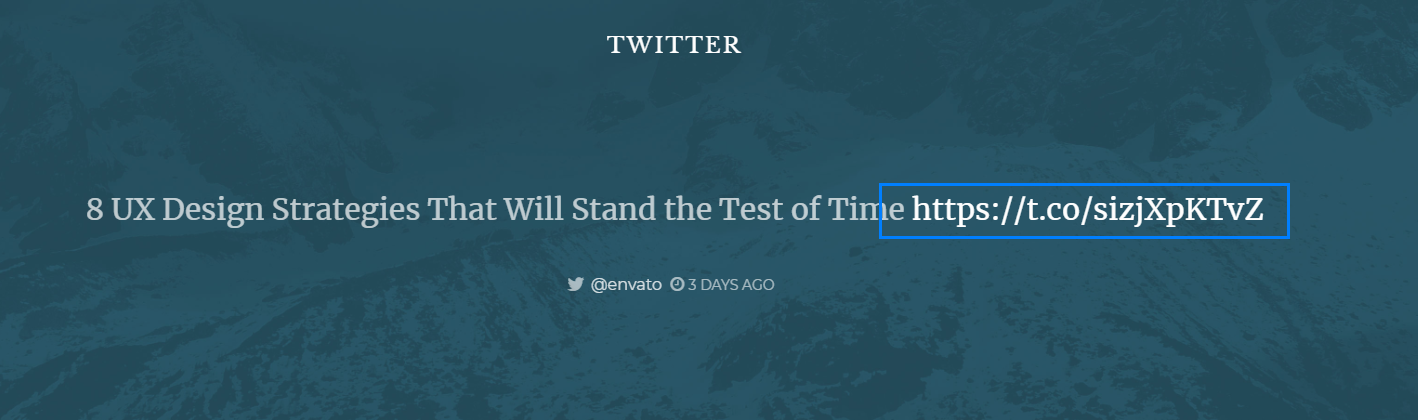 TWITTER
8 UX Design Strategies That Will Stand the Test of Time https://t.co/sizjXpKTvZ
@envato 3 DAYS AGO